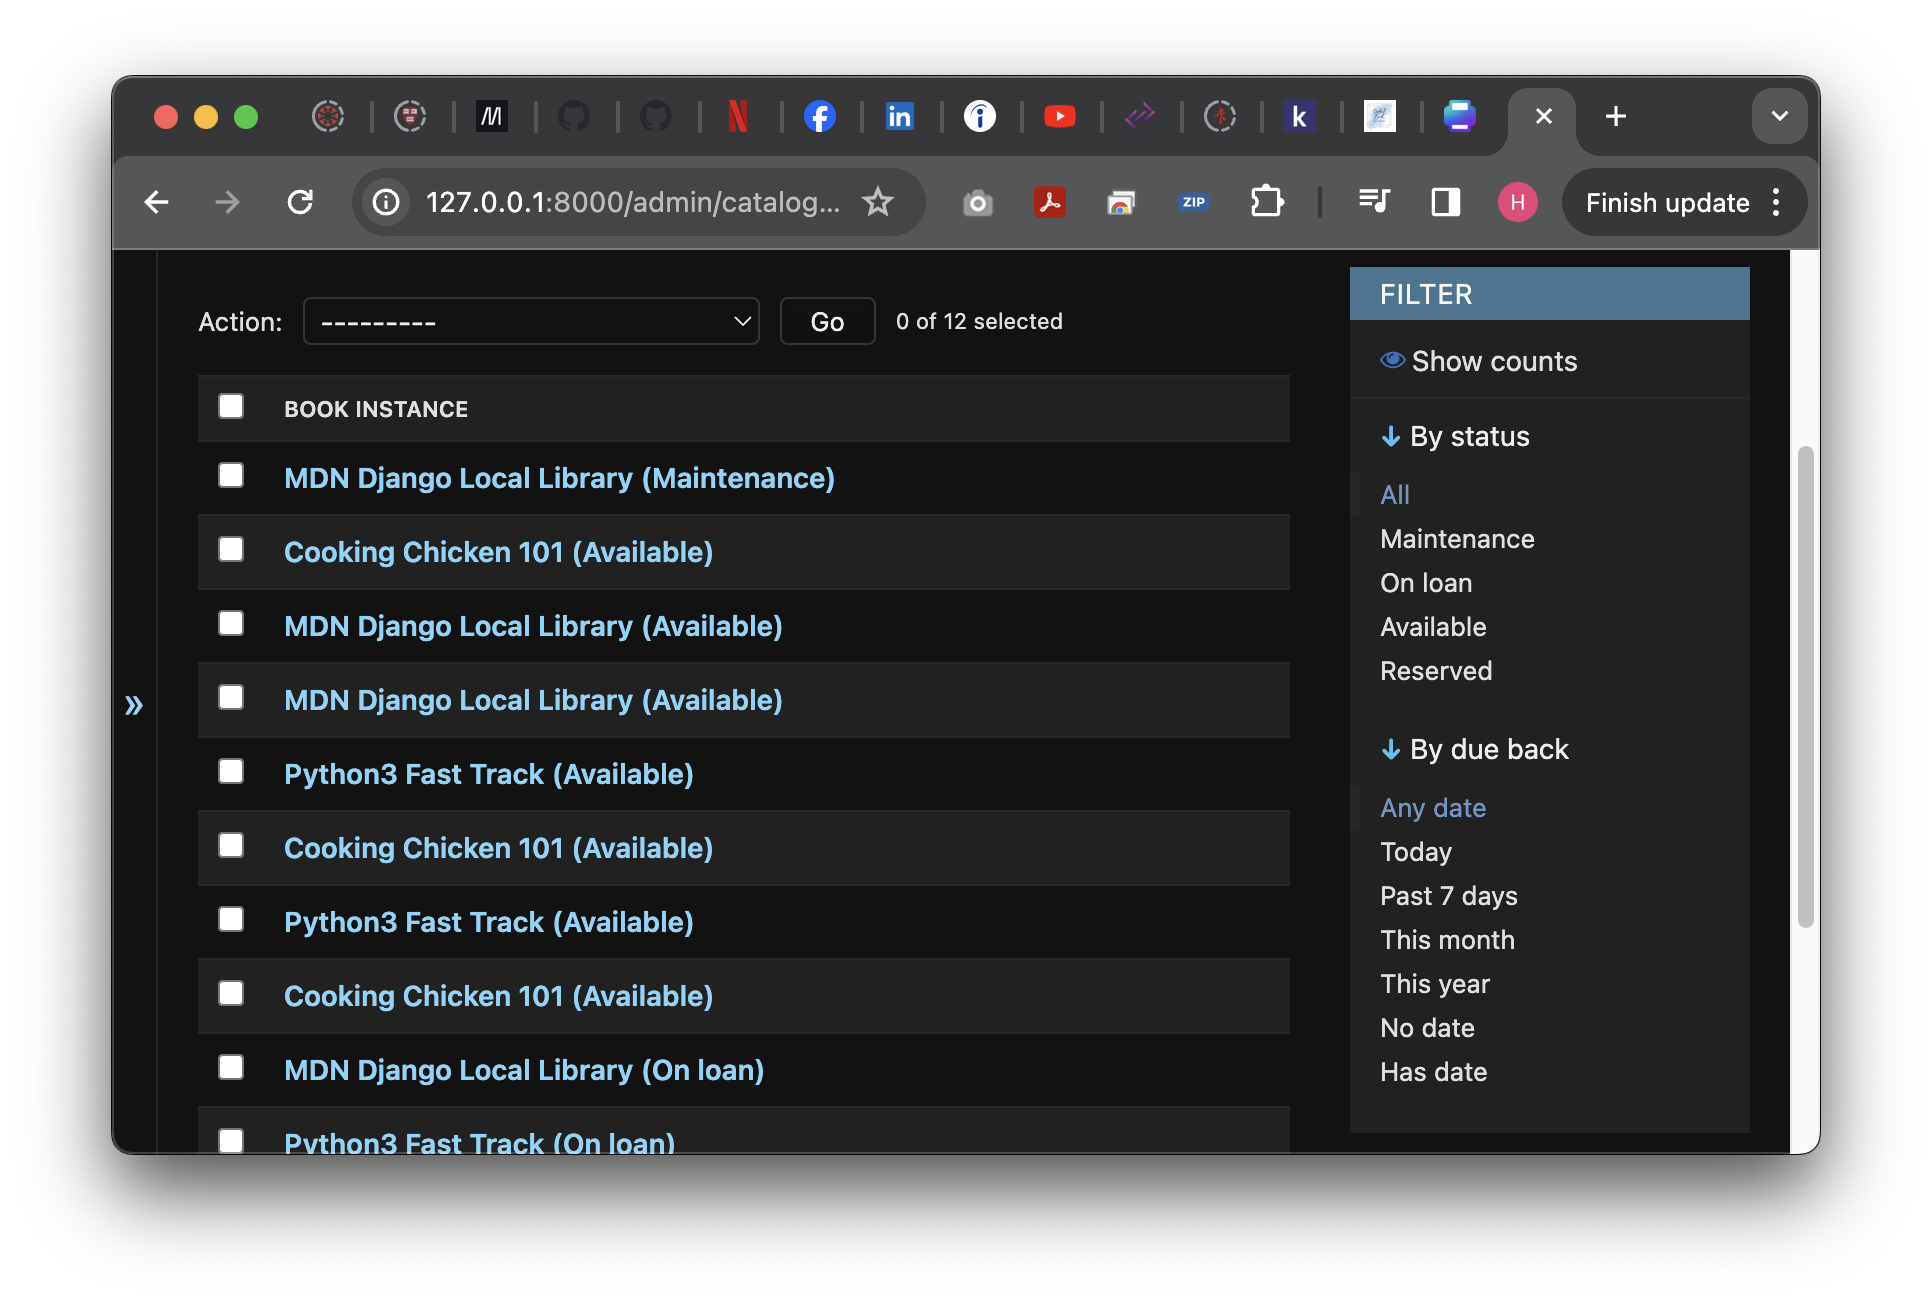 127.0.0.1:8000/admin/catalog...
ZIP
H
Finish update
Action:
---------
Go
0 of 12 selected
BOOK INSTANCE
MDN Django Local Library (Maintenance)
Cooking Chicken 101 (Available)
MDN Django Local Library (Available)
MDN Django Local Library (Available)
Python3 Fast Track (Available)
Cooking Chicken 101 (Available)
Python3 Fast Track (Available)
Cooking Chicken 101 (Available)
MDN Django Local Library (On loan)
Python3 Fast Track (On loan)
FILTER
Show counts
By status
All
Maintenance
On loan
Available
Reserved
By due back
Any date
Today
Past 7 days
This month
This year
No date
Has date